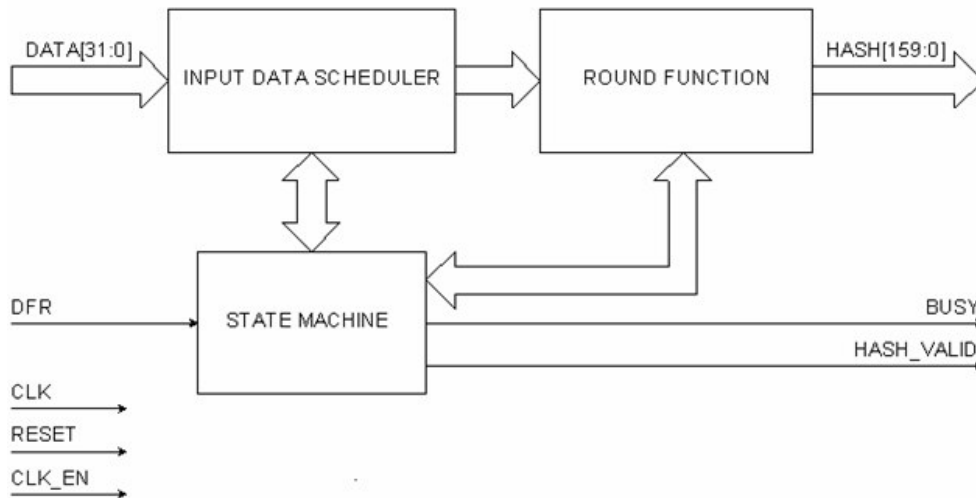 DATA[31:0]
INPUT DATA SCHEDULER
ROUND FUNCTION
HASH[159:0]
DFR
STATE MACHINE
BUSY
HASH_VALID
CLK
RESET
CLK_EN